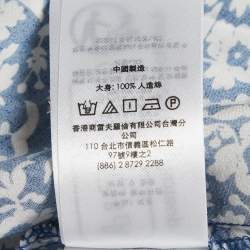 中國製造
大身: 100% 人造絲
香港商雷夫羅倫有限公司台灣分
公司
110 台北市信義區松仁路
97號9樓之2
(886) 2 8729 2288